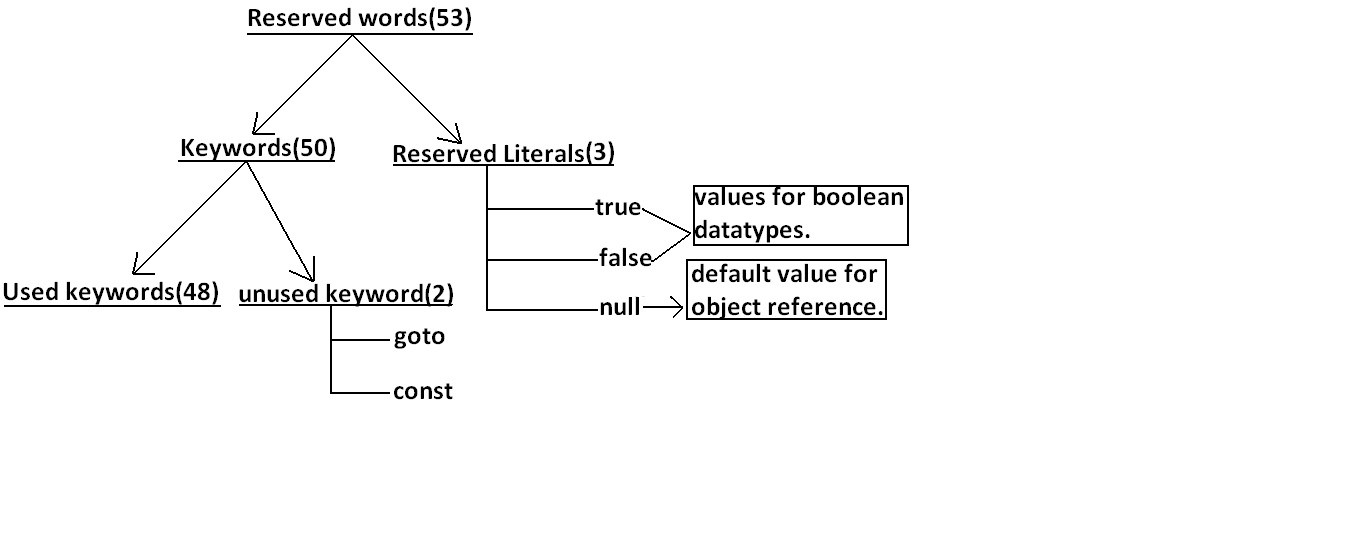 Reserved words(53)
Keywords(50)
Reserved Literals(3)
true
false
null
values for boolean
datatypes.
default value for
object reference.
Used keywords(48)
unused keyword(2)
goto
const